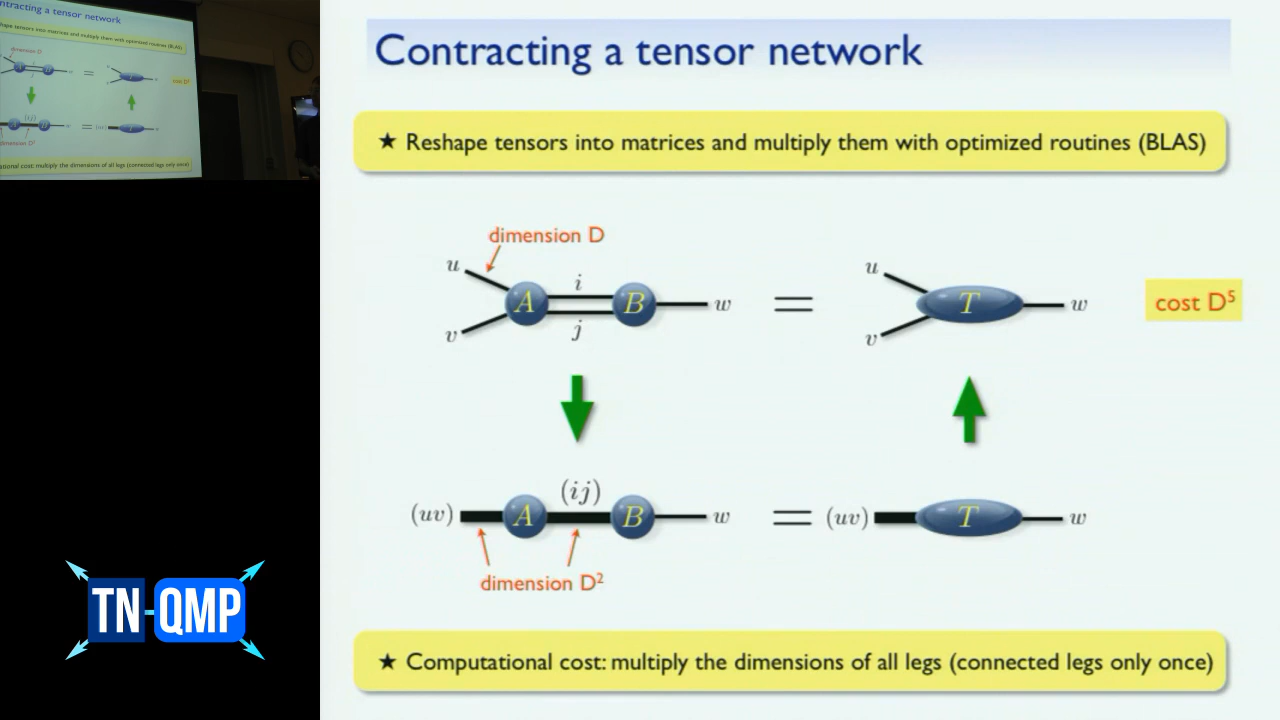 Contracting a tensor network
★ Reshape tensors into matrices and multiply them with optimized routines (BLAS)
dimension D
u
v
A
i
j
B
w
=
u
v
T
w
cost D⁵
(uv)
A
(ij)
B
w
=
(uv)
T
w
dimension D²
★ Computational cost: multiply the dimensions of all legs (connected legs only once)
TN-QMP